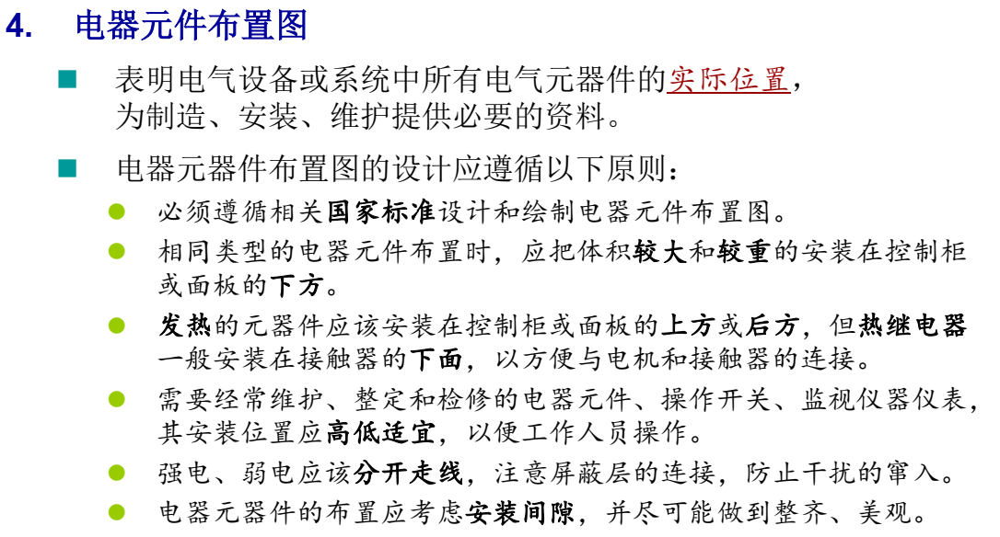 4. 电器元件布置图
■ 表明电气设备或系统中所有电气元器件的实际位置，
为制造、安装、维护提供必要的资料。
■ 电器元器件布置图的设计应遵循以下原则：
● 必须遵循相关国家标准设计和绘制电器元件布置图。
● 相同类型的电器元件布置时，应把体积较大和较重的安装在控制柜
或面板的下方。
● 发热的元器件应该安装在控制柜或面板的上方或后方，但热继电器
一般安装在接触器的下面，以方便与电机和接触器的连接。
● 需要经常维护、整定和检修的电器元件、操作开关、监视仪器仪表，
其安装位置应高低适宜，以便工作人员操作。
● 强电、弱电应该分开走线，注意屏蔽层的连接，防止干扰的窜入。
● 电器元器件的布置应考虑安装间隙，并尽可能做到整齐、美观。